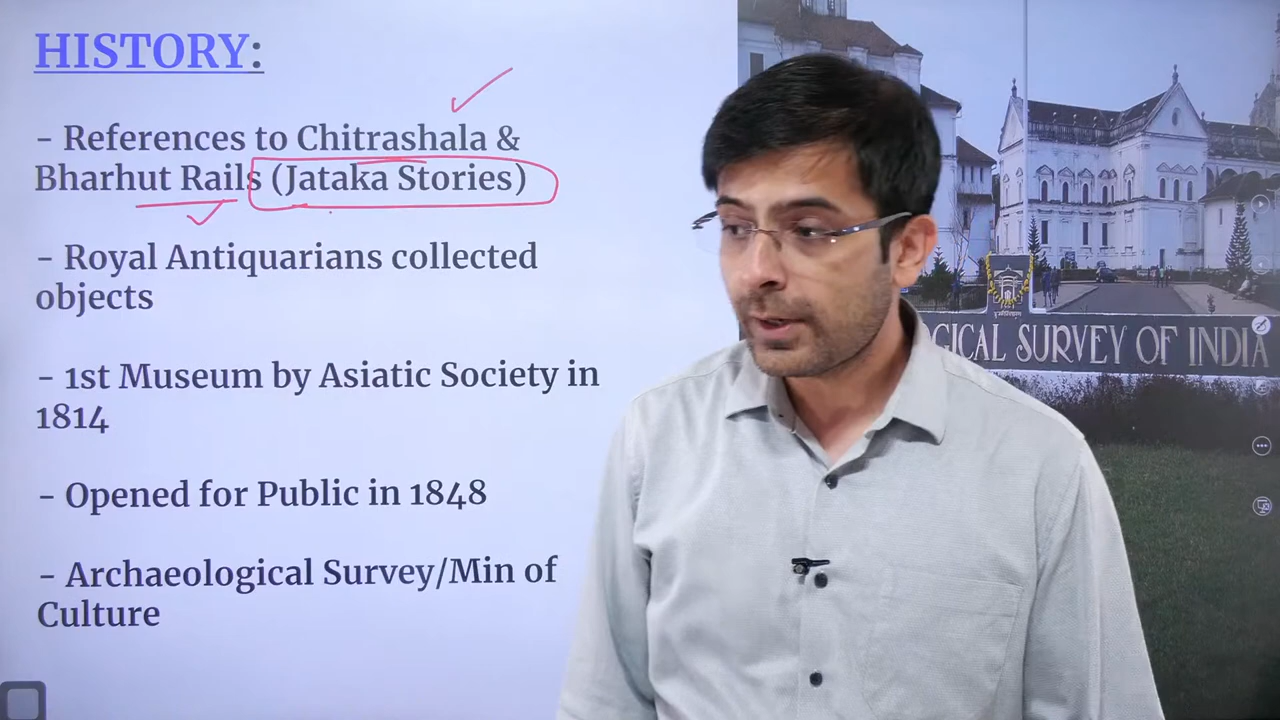 HISTORY:
- References to Chitrashala &
Bharhut Rails (Jataka Stories)
- Royal Antiquarians collected
objects
- 1st Museum by Asiatic Society in
1814
- Opened for Public in 1848
- Archaeological Survey/Min of
Culture
GICAL SURVEY OF INDIA